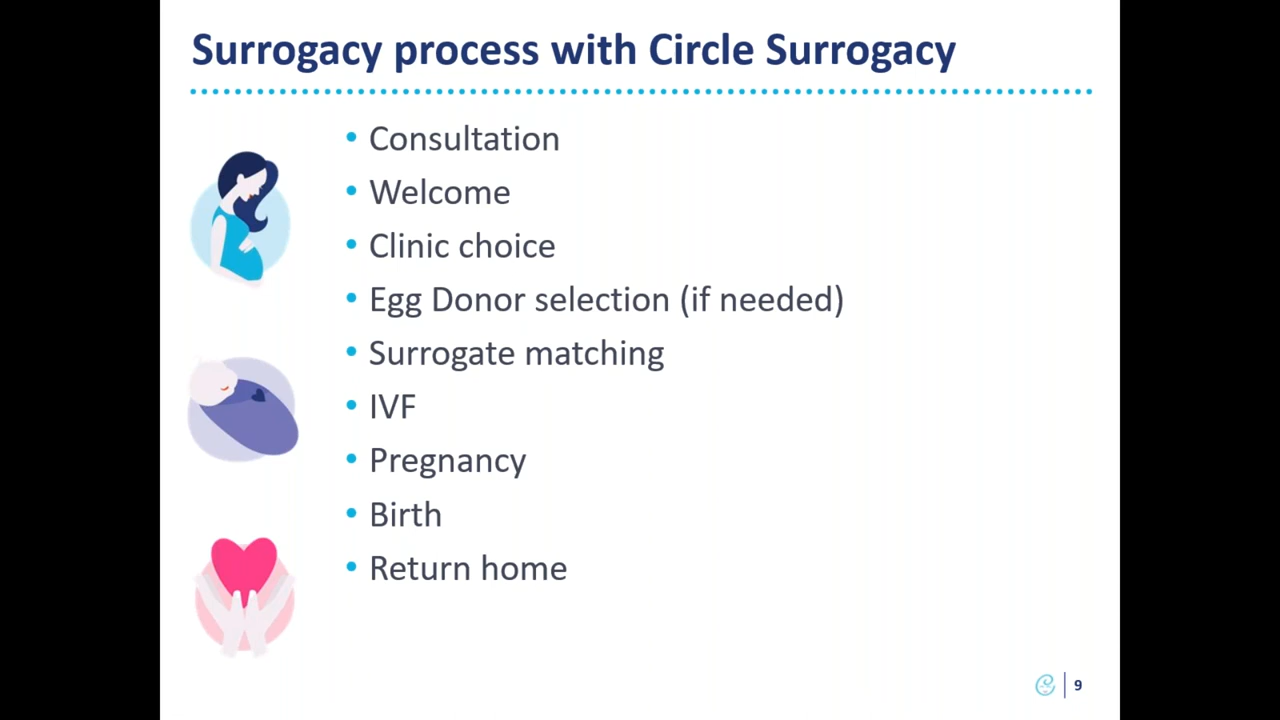 Surrogacy process with Circle Surrogacy
• Consultation
• Welcome
• Clinic choice
• Egg Donor selection (if needed)
• Surrogate matching
• IVF
• Pregnancy
• Birth
• Return home
9